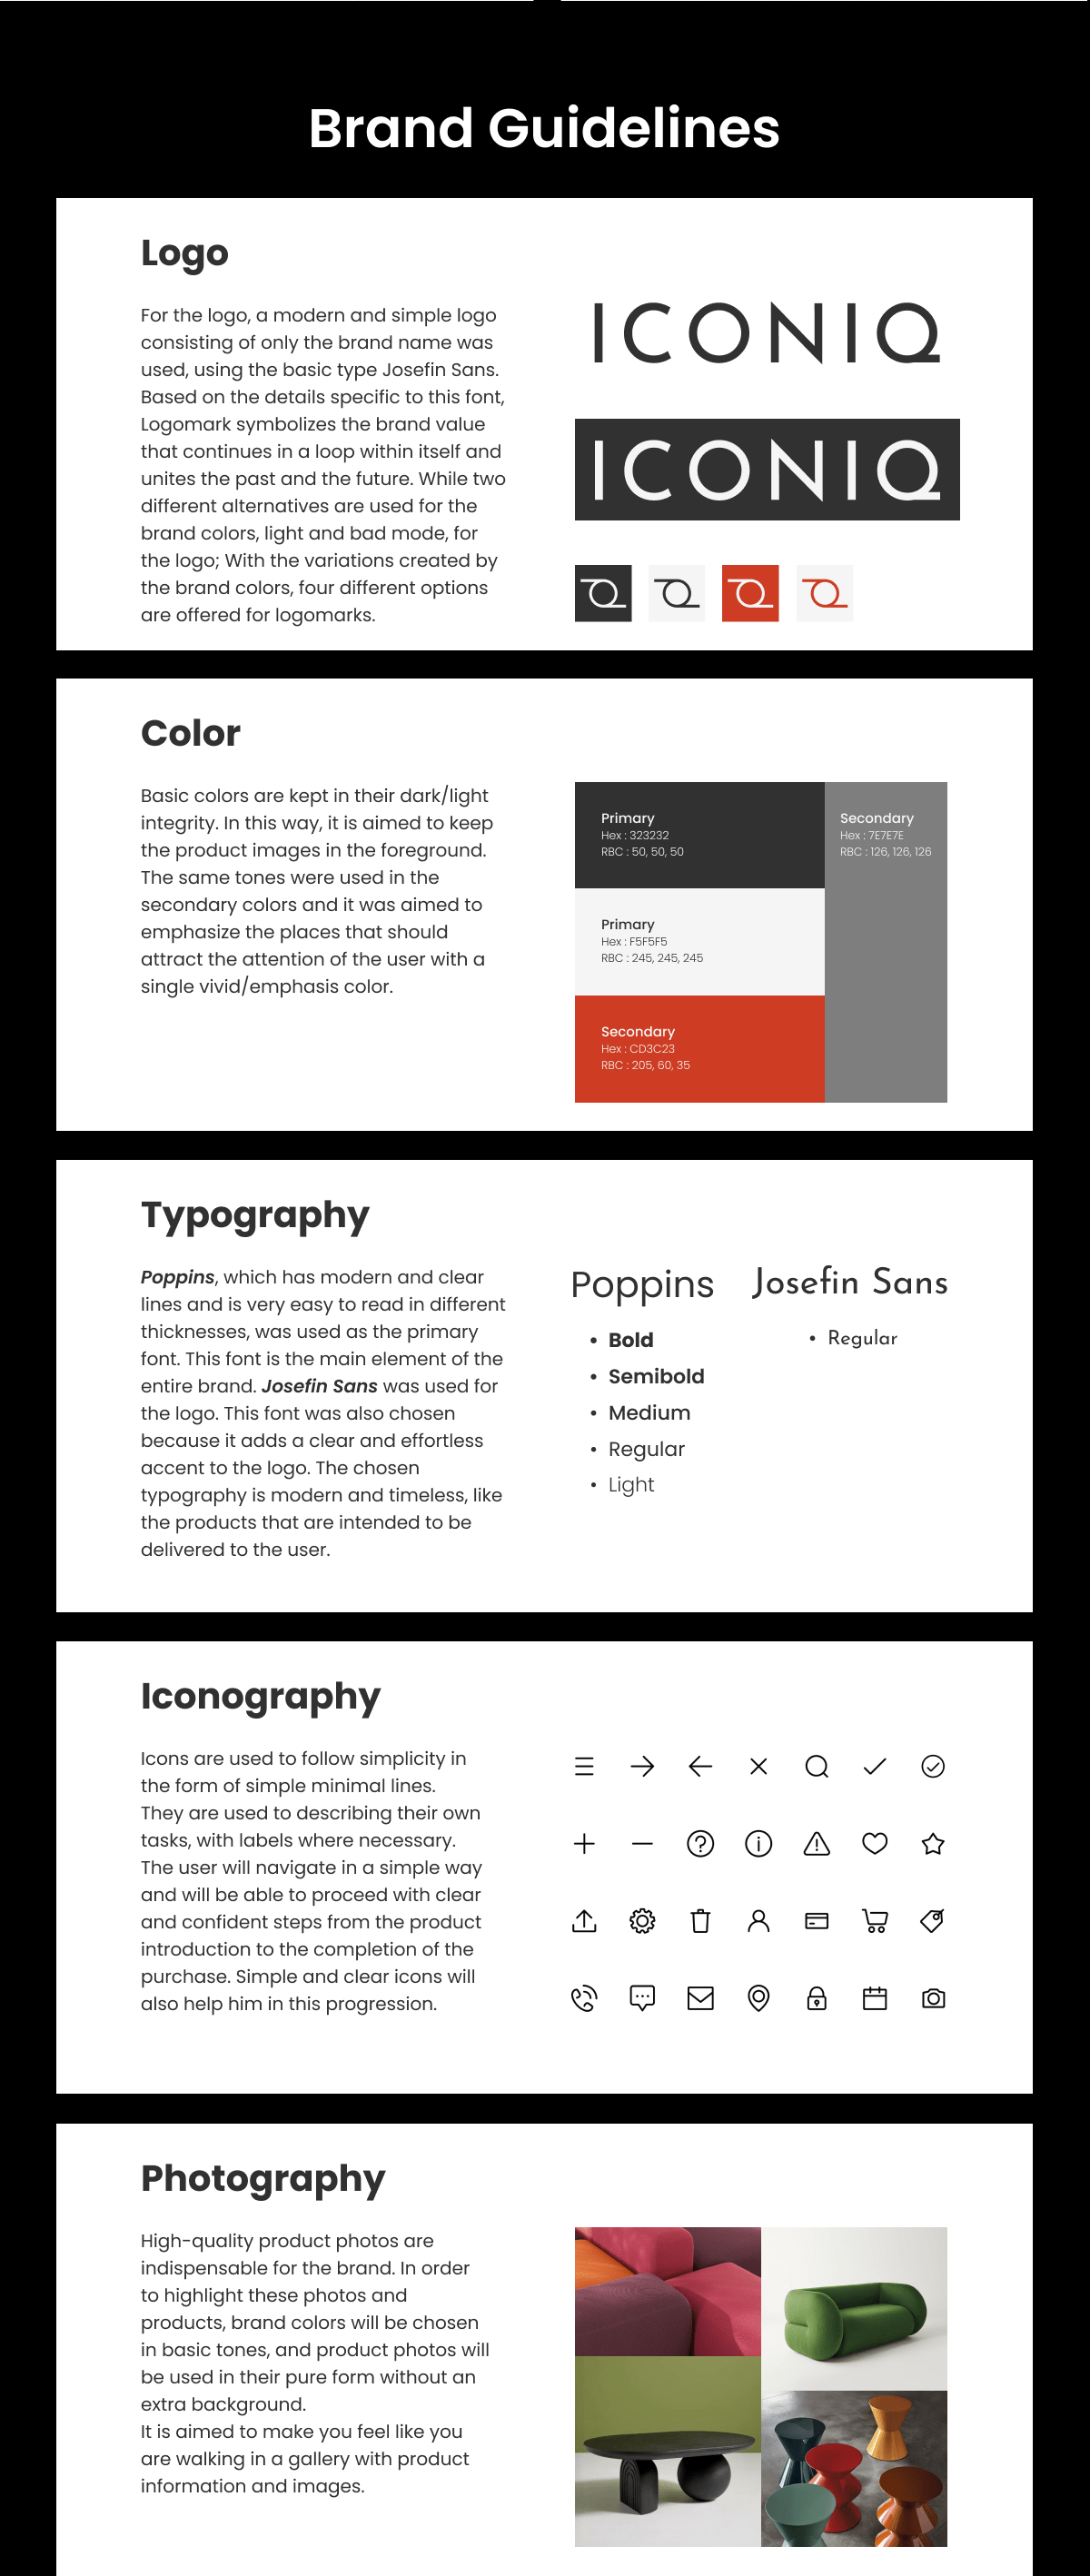 Brand Guidelines
Logo
For the logo, a modern and simple logo
consisting of only the brand name was
used, using the basic type Josefin Sans.
Based on the details specific to this font,
Logomark symbolizes the brand value
that continues in a loop within itself and
unites the past and the future. While two
different alternatives are used for the
brand colors, light and bad mode, for
the logo; With the variations created by
the brand colors, four different options
are offered for logomarks.
ICONIQ
ICONIQ
Color
Basic colors are kept in their dark/light
integrity. In this way, it is aimed to keep
the product images in the foreground.
The same tones were used in the
secondary colors and it was aimed to
emphasize the places that should
attract the attention of the user with a
single vivid/emphasis color.
Primary
Hex : 323232
RBC : 50, 50, 50
Secondary
Hex : 7E7E7E
RBC : 126, 126, 126
Primary
Hex : F5F5F5
RBC : 245, 245, 245
Secondary
Hex : CD3C23
RBC : 205, 60, 35
Typography
Poppins, which has modern and clear
lines and is very easy to read in different
thicknesses, was used as the primary
font. This font is the main element of the
entire brand. Josefin Sans was used for
the logo. This font was also chosen
because it adds a clear and effortless
accent to the logo. The chosen
typography is modern and timeless, like
the products that are intended to be
delivered to the user.
Poppins
• Bold
• Semibold
• Medium
• Regular
• Light
Josefin Sans
• Regular
Iconography
Icons are used to follow simplicity in
the form of simple minimal lines.
They are used to describing their own
tasks, with labels where necessary.
The user will navigate in a simple way
and will be able to proceed with clear
and confident steps from the product
introduction to the completion of the
purchase. Simple and clear icons will
also help him in this progression.
Photography
High-quality product photos are
indispensable for the brand. In order
to highlight these photos and
products, brand colors will be chosen
in basic tones, and product photos will
be used in their pure form without an
extra background.
It is aimed to make you feel like you
are walking in a gallery with product
information and images.